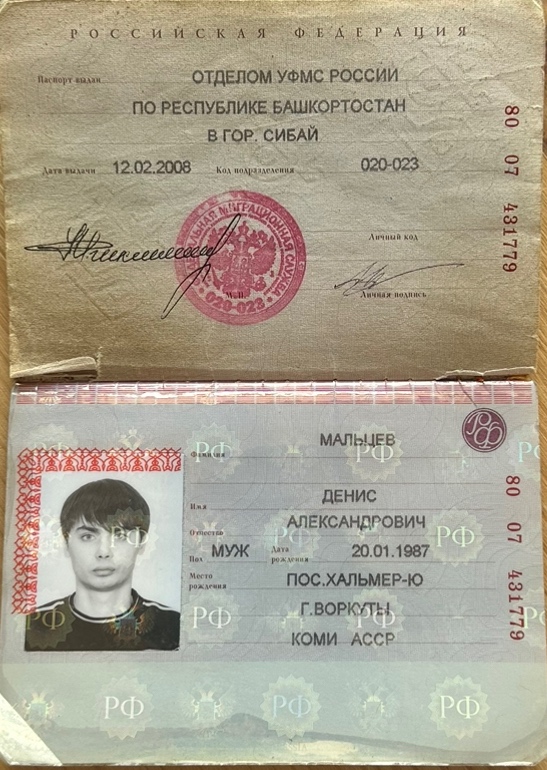 РОССИЙСКАЯ ФЕДЕРАЦИЯ
Паспорт выдан ОТДЕЛОМ УФМС РОССИИ
ПО РЕСПУБЛИКЕ БАШКОРТОСТАН
В ГОР. СИБАЙ
Дата выдачи 12.02.2008 Код подразделения 020-023
80 07 431779
ФЕДЕРАЛЬНАЯ МИГРАЦИОННАЯ СЛУЖБА
020-023
Личный код
М.П.
Личная подпись
МАЛЬЦЕВ
Фамилия
Имя ДЕНИС
АЛЕКСАНДРОВИЧ
Отчество
Пол МУЖ Дата рождения 20.01.1987
Место рождения ПОС.ХАЛЬМЕР-Ю
Г.ВОРКУТЫ
КОМИ АССР
80 07 431779
РФ
РФ
РФ
РФ
РФ
РФ
РФ
РФ
РФ
РФ